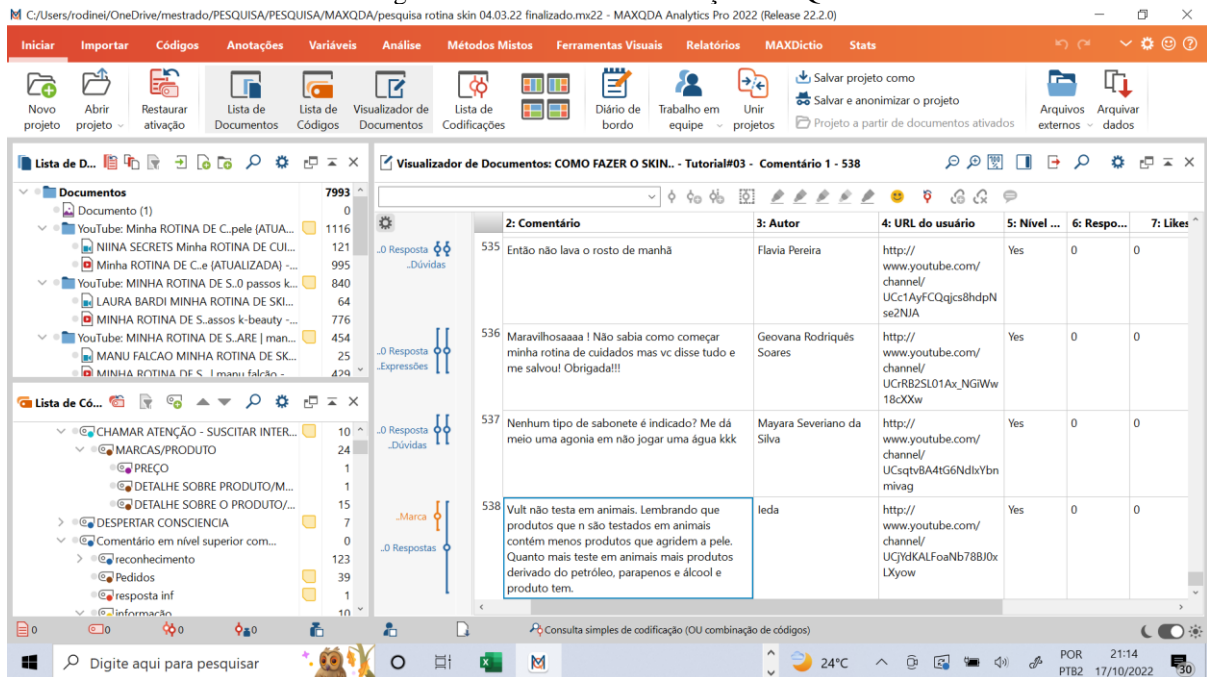 C:/Users/rodinei/OneDrive/mestrado/PESQUISA/PESQUISA/MAXQDA/pesquisa rotina skin 04.03.22 finalizado.mx22 - MAXQDA Analytics Pro 2022 (Release 22.2.0)
Iniciar Importar Códigos Anotações Variáveis Análise Métodos Mistos Ferramentas Visuais Relatórios MAXDictio Stats
Novo projeto
Abrir projeto
Restaurar ativação
Lista de Documentos
Lista de Códigos
Visualizador de Documentos
Lista de Codificações
Diário de bordo
Trabalho em equipe
Unir projetos
Salvar projeto como
Salvar e anonimizar o projeto
Projeto a partir de documentos ativados
Arquivos externos
Arquivar dados
Lista de D...
Documentos 7993
Documento (1) 0
YouTube: Minha ROTINA DE C..pele {ATUA... 1116
NIINA SECRETS Minha ROTINA DE CUI... 121
Minha ROTINA DE C..e {ATUALIZADA} -... 995
YouTube: MINHA ROTINA DE S..0 passos k... 840
LAURA BARDI MINHA ROTINA DE SKI... 64
MINHA ROTINA DE S..assos k-beauty -... 776
YouTube: MINHA ROTINA DE S..ARE | man... 454
MANU FALCAO MINHA ROTINA DE SK... 25
MINHA ROTINA DE S...| manu falcão - 429
Lista de Có...
CHAMAR ATENÇÃO - SUSCITAR INTER... 10
MARCAS/PRODUTO 24
PREÇO 1
DETALHE SOBRE PRODUTO/M... 1
DETALHE SOBRE O PRODUTO/... 15
DESPERTAR CONSCIENCIA 7
Comentário em nível superior com... 0
reconhecimento 123
Pedidos 39
resposta inf 1
informação 10
Visualizador de Documentos: COMO FAZER O SKIN.. - Tutorial#03 - Comentário 1 - 538
2: Comentário 3: Autor 4: URL do usuário 5: Nível ... 6: Respo... 7: Likes
..0 Resposta
..Dúvidas
535 Então não lava o rosto de manhã
Flavia Pereira
http://
www.youtube.com/
channel/
UCc1AyFCQqjcs8hdpN
se2NJA
Yes 0 0
..0 Resposta
..Expressões
536 Maravilhosaaaa ! Não sabia como começar
minha rotina de cuidados mas vc disse tudo e
me salvou! Obrigada!!!
Geovana Rodriquês
Soares
http://
www.youtube.com/
channel/
UCrRB2SL01Ax_NGiWw
18cXXw
Yes 0 0
..0 Resposta
..Dúvidas
537 Nenhum tipo de sabonete é indicado? Me dá
meio uma agonia em não jogar uma água kkk
Mayara Severiano da
Silva
http://
www.youtube.com/
channel/
UCsqtvBA4tG6NdlxYbn
mivag
Yes 0 0
..Marca
..0 Respostas
538 Vult não testa em animais. Lembrando que
produtos que n são testados em animais
contém menos produtos que agridem a pele.
Quanto mais teste em animais mais produtos
derivado do petróleo, parapenos e álcool e
produto tem.
Ieda
http://
www.youtube.com/
channel/
UCjYdKALFoaNb78BJ0x
LXyow
Yes 0 0
0 0 0 0
Consulta simples de codificação (OU combinação de códigos)
Digite aqui para pesquisar
24°C
POR
PTB2
21:14
17/10/2022
30